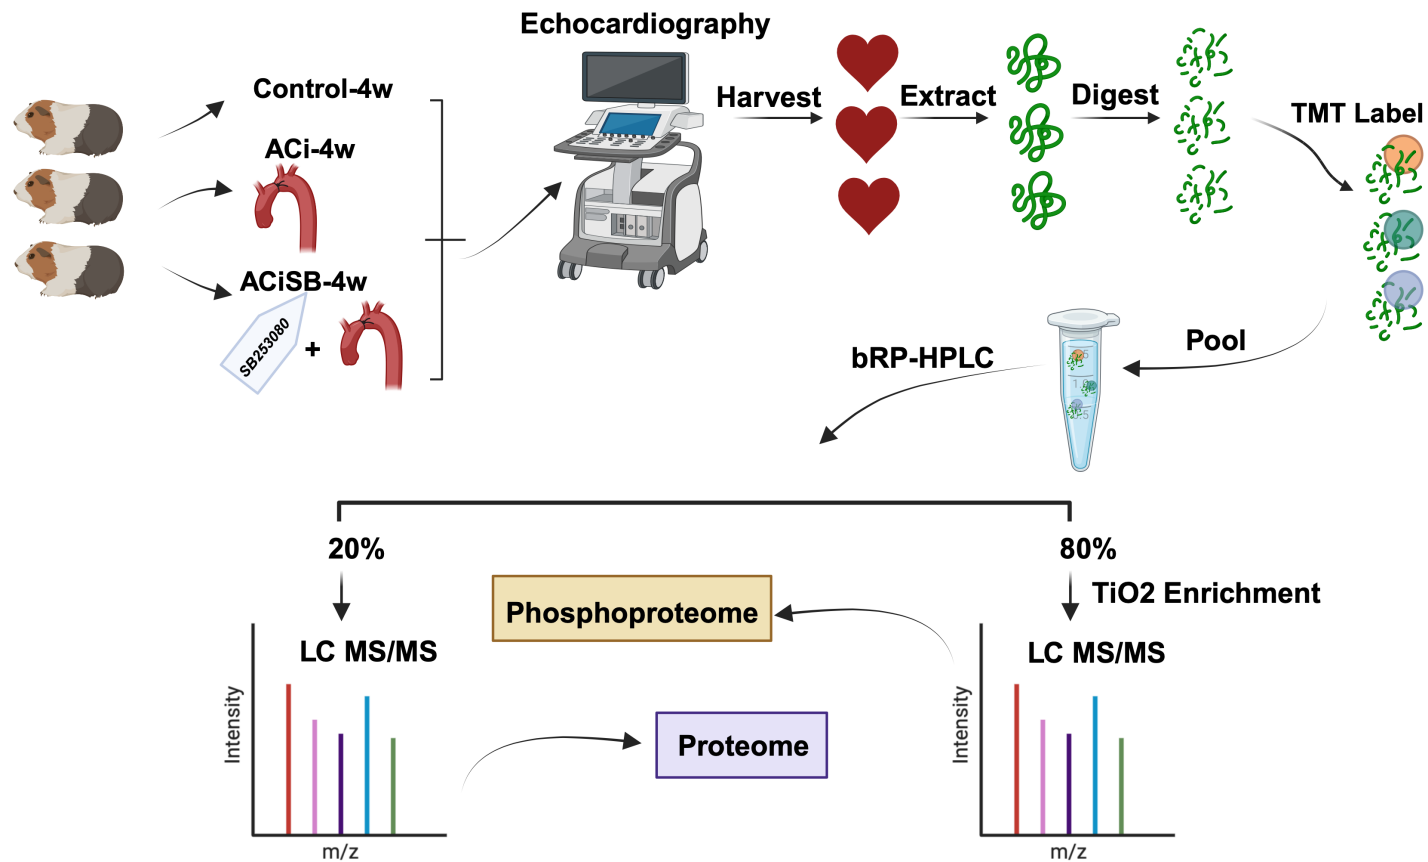 Echocardiography
Control-4w
ACi-4w
ACiSB-4w
SB253080
+
Harvest
Extract
Digest
TMT Label
Pool
bRP-HPLC
20%
80%
TiO2 Enrichment
LC MS/MS
LC MS/MS
Phosphoproteome
Proteome
Intensity
m/z
Intensity
m/z